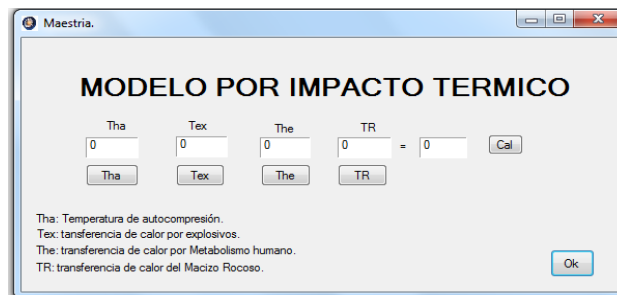 Maestria.
MODELO POR IMPACTO TERMICO
Tha Tex The TR
0 0 0 0 = 0 Cal
Tha Tex The TR
Tha: Temperatura de autocompresión.
Tex: tansferencia de calor por explosivos.
The: transferencia de calor por Metabolismo humano.
TR: transferencia de calor del Macizo Rocoso.
Ok